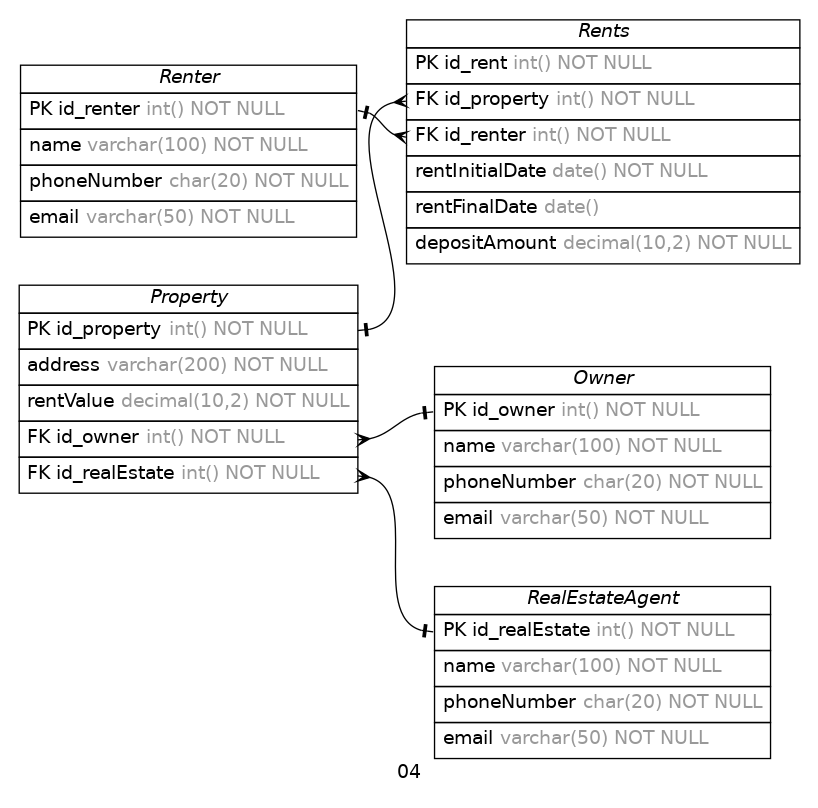 Renter
PK id_renter int() NOT NULL
name varchar(100) NOT NULL
phoneNumber char(20) NOT NULL
email varchar(50) NOT NULL
Rents
PK id_rent int() NOT NULL
FK id_property int() NOT NULL
FK id_renter int() NOT NULL
rentInitialDate date() NOT NULL
rentFinalDate date()
depositAmount decimal(10,2) NOT NULL
Property
PK id_property int() NOT NULL
address varchar(200) NOT NULL
rentValue decimal(10,2) NOT NULL
FK id_owner int() NOT NULL
FK id_realEstate int() NOT NULL
Owner
PK id_owner int() NOT NULL
name varchar(100) NOT NULL
phoneNumber char(20) NOT NULL
email varchar(50) NOT NULL
RealEstateAgent
PK id_realEstate int() NOT NULL
name varchar(100) NOT NULL
phoneNumber char(20) NOT NULL
email varchar(50) NOT NULL
04